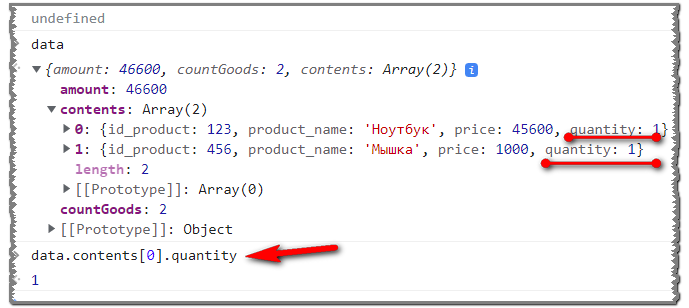 undefined
data
{amount: 46600, countGoods: 2, contents: Array(2)} i
amount: 46600
contents: Array(2)
0: {id_product: 123, product_name: 'Ноутбук', price: 45600, quantity: 1}
1: {id_product: 456, product_name: 'Мышка', price: 1000, quantity: 1}
length: 2
[[Prototype]]: Array(0)
countGoods: 2
[[Prototype]]: Object
data.contents[0].quantity
1